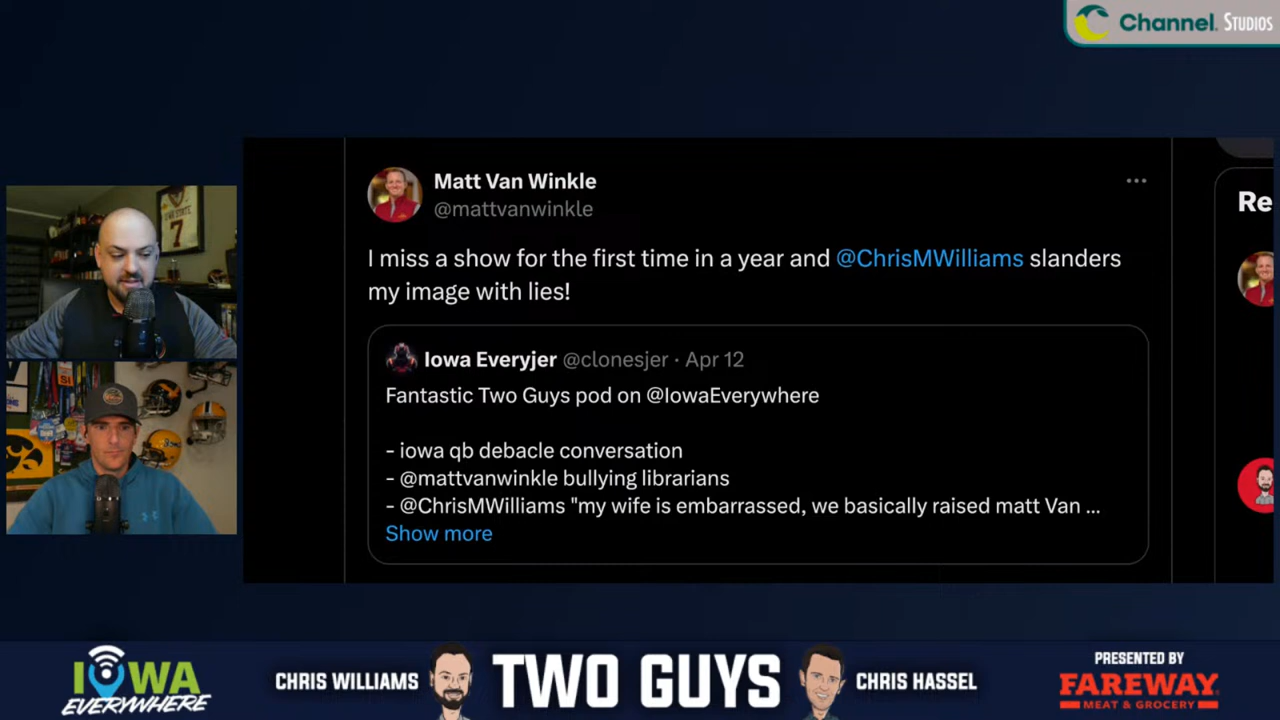 Channel. STUDIOS
Matt Van Winkle
@mattvanwinkle
I miss a show for the first time in a year and @ChrisMWilliams slanders
my image with lies!
Re
Iowa Everyjer @clonesjer · Apr 12
Fantastic Two Guys pod on @IowaEverywhere
- iowa qb debacle conversation
- @mattvanwinkle bullying librarians
- @ChrisMWilliams "my wife is embarrassed, we basically raised matt Van ...
Show more
IOWA STATE
7
IOWA
EVERYWHERE
CHRIS WILLIAMS
TWO GUYS
CHRIS HASSEL
PRESENTED BY
FAREWAY
MEAT & GROCERY